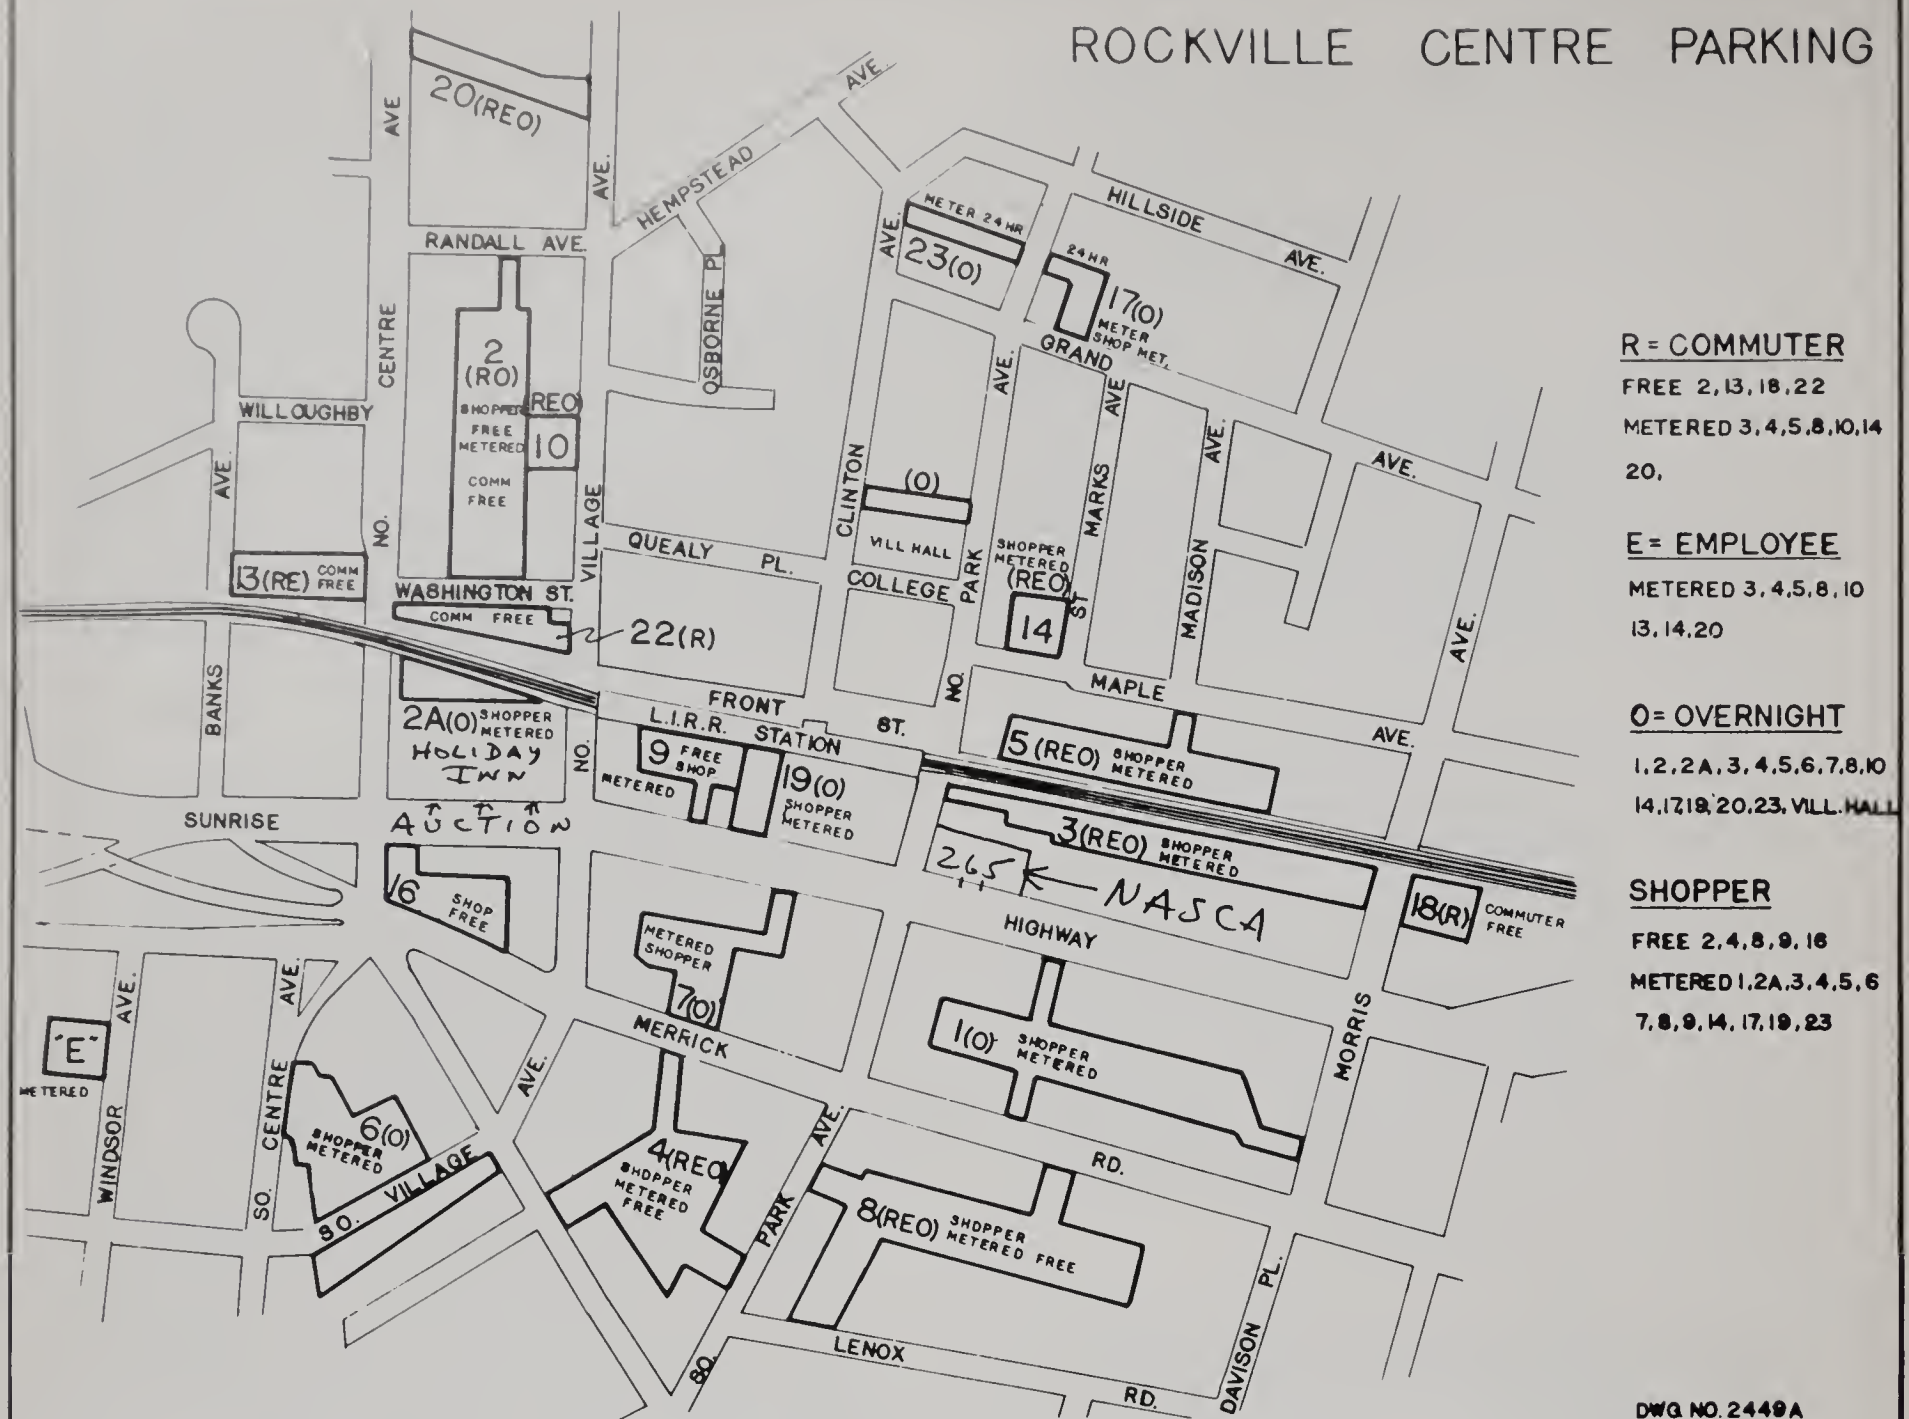 ROCKVILLE CENTRE PARKING
AVE
20(REO)
AVE.
HEMPSTEAD
AVE.
RANDALL AVE.
METER 24 HR
23(O)
AVE.
HILLSIDE
AVE.
24 HR
17(O)
METER
SHOP MET.
GRAND
AVE.
OSBORNE PL.
CENTRE
2
(RO)
SHOPPER
FREE
METERED
COMM
FREE
(REO)
10
WILLOUGHBY
AVE.
NO.
VILLAGE
CLINTON
(O)
VILL HALL
AVE.
AVE
MARKS
ST
AVE.
MADISON
AVE.
QUEALY PL.
COLLEGE
PARK
NO.
SHOPPER
METERED
(REO)
14
13(RE) COMM
FREE
WASHINGTON ST.
COMM FREE
22(R)
BANKS
2A(O) SHOPPER
METERED
HOLIDAY
INN
NO.
FRONT ST.
L.I.R.R. STATION
MAPLE
AVE.
AVE.
5(REO) SHOPPER
METERED
9 FREE
SHOP
METERED
19(O)
SHOPPER
METERED
SUNRISE
AUCTION
3(REO) SHOPPER
METERED
265 ← NASCA
HIGHWAY
18(R) COMMUTER
FREE
16
SHOP
FREE
METERED
SHOPPER
7(O)
MERRICK
1(O) SHOPPER
METERED
MORRIS
AVE.
"E"
METERED
WINDSOR
AVE.
CENTRE
SO.
AVE.
6(O)
SHOPPER
METERED
SO. VILLAGE
4(REO)
SHOPPER
METERED
FREE
AVE.
PARK
SO.
RD.
8(REO) SHOPPER
METERED FREE
LENOX
RD.
DAVISON PL.
R = COMMUTER
FREE 2,13,18,22
METERED 3,4,5,8,10,14
20,
E = EMPLOYEE
METERED 3,4,5,8,10
13,14,20
O = OVERNIGHT
1,2,2A,3,4,5,6,7,8,10
14,17,19,20,23, VILL. HALL
SHOPPER
FREE 2,4,8,9,16
METERED 1,2A,3,4,5,6
7,8,9,14,17,19,23
DWG NO. 2449A